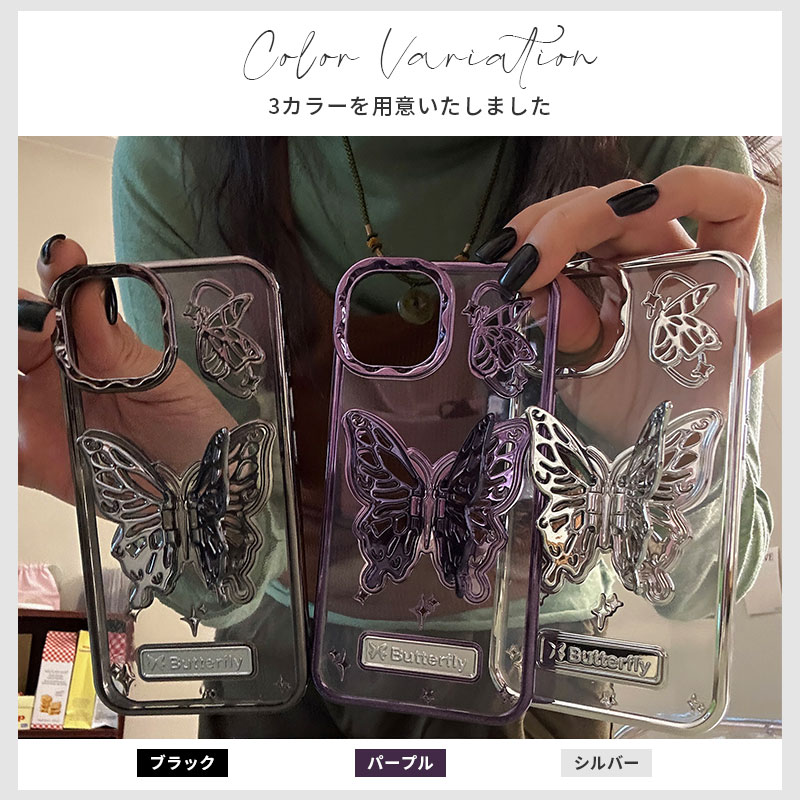 Color Variation
3カラーを用意いたしました
Butterfly
Butterfly
Butterfly
ブラック
パープル
シルバー